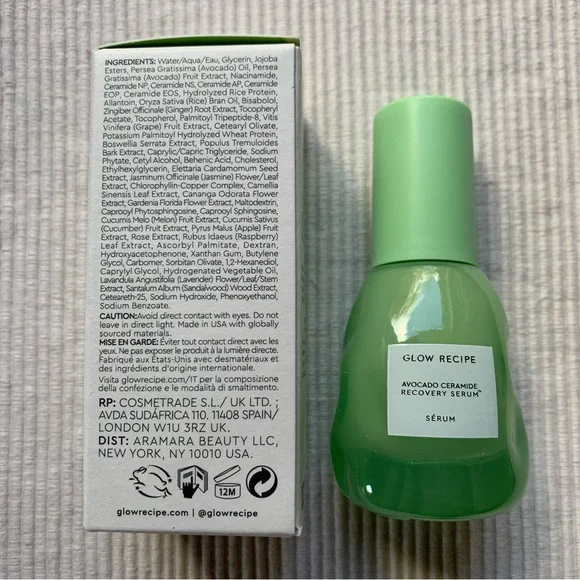 INGREDIENTS: Water/Aqua/Eau, Glycerin, Jojoba
Esters, Persea Gratissima (Avocado) Oil, Persea
Gratissima (Avocado) Fruit Extract, Niacinamide,
Ceramide NP, Ceramide NS, Ceramide AP, Ceramide
EOP, Ceramide EOS, Hydrolyzed Rice Protein,
Allantoin, Oryza Sativa (Rice) Bran Oil, Bisabolol,
Zingiber Officinale (Ginger) Root Extract, Tocopheryl
Acetate, Tocopherol, Palmitoyl Tripeptide-8, Vitis
Vinifera (Grape) Fruit Extract, Cetearyl Olivate,
Potassium Palmitoyl Hydrolyzed Wheat Protein,
Boswellia Serrata Extract, Populus Tremuloides
Bark Extract, Caprylic/Capric Triglyceride, Sodium
Phytate, Cetyl Alcohol, Behenic Acid, Cholesterol,
Ethylhexylglycerin, Elettaria Cardamomum Seed
Extract, Jasminum Officinale (Jasmine) Flower/Leaf
Extract, Chlorophyllin-Copper Complex, Camellia
Sinensis Leaf Extract, Cananga Odorata Flower
Extract, Gardenia Florida Flower Extract, Maltodextrin,
Caprooyl Phytosphingosine, Caprooyl Sphingosine,
Cucumis Melo (Melon) Fruit Extract, Cucumis Sativus
(Cucumber) Fruit Extract, Pyrus Malus (Apple) Fruit
Extract, Rose Extract, Rubus Idaeus (Raspberry)
Leaf Extract, Ascorbyl Palmitate, Dextran,
Hydroxyacetophenone, Xanthan Gum, Butylene
Glycol, Carbomer, Sorbitan Olivate, 1,2-Hexanediol,
Caprylyl Glycol, Hydrogenated Vegetable Oil,
Lavandula Angustifolia (Lavender) Flower/Leaf/Stem
Extract, Santalum Album (Sandalwood) Wood Extract,
Ceteareth-25, Sodium Hydroxide, Phenoxyethanol,
Sodium Benzoate.
CAUTION:Avoid direct contact with eyes. Do not
leave in direct light. Made in USA with globally
sourced materials.
MISE EN GARDE: Éviter tout contact direct avec les
yeux. Ne pas exposer le produit à la lumière directe.
Fabriqué aux États-Unis avec desmatériaux et
des ingrédients d'origine internationale.
Visita glowrecipe.com/IT per la composizione
della confezione e le modalità di smaltimento.
RP: COSMETRADE S.L./ UK LTD. ;
AVDA SUDÁFRICA 110. 11408 SPAIN/
LONDON W1U 3RZ UK.
DIST: ARAMARA BEAUTY LLC,
NEW YORK, NY 10010 USA.
12M
glowrecipe.com | @glowrecipe
GLOW RECIPE
AVOCADO CERAMIDE
RECOVERY SERUM™
SÉRUM